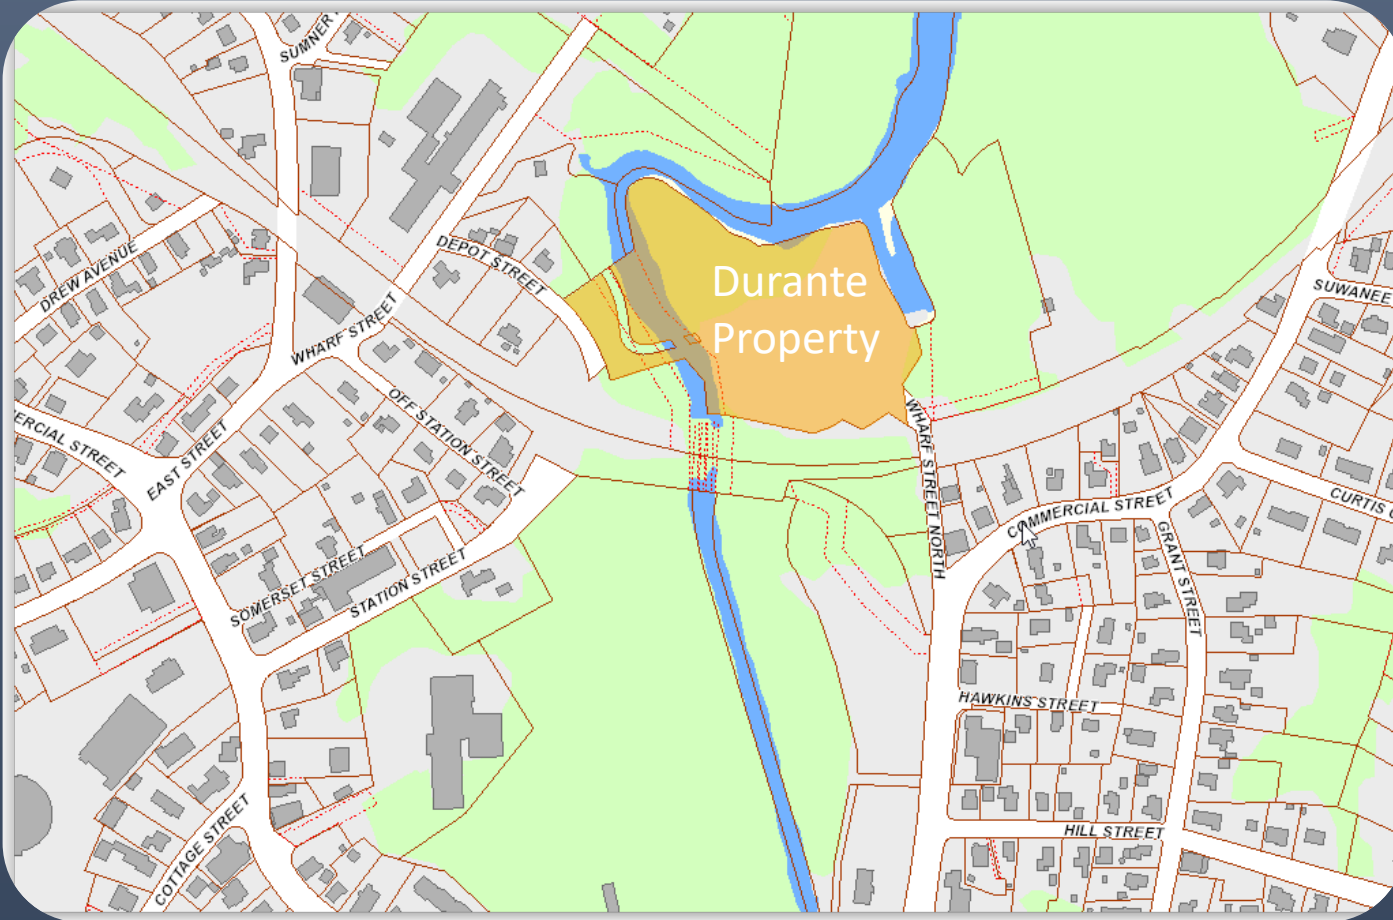 SUMNER
DREW AVENUE
DEPOT STREET
WHARF STREET
Durante
Property
SUWANEE
OFF STATION STREET
ERCIAL STREET
EAST STREET
WHARF STREET NORTH
COMMERCIAL STREET
CURTIS
GRANT STREET
SOMERSET STREET
STATION STREET
HAWKINS STREET
HILL STREET
COTTAGE STREET